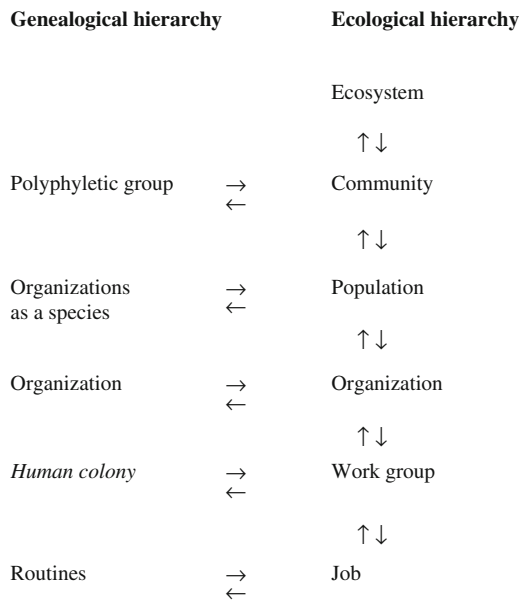 Genealogical hierarchy Ecological hierarchy
Ecosystem
↑↓
Polyphyletic group → Community
←
↑↓
Organizations → Population
as a species ←
↑↓
Organization → Organization
←
↑↓
Human colony → Work group
←
↑↓
Routines → Job
←